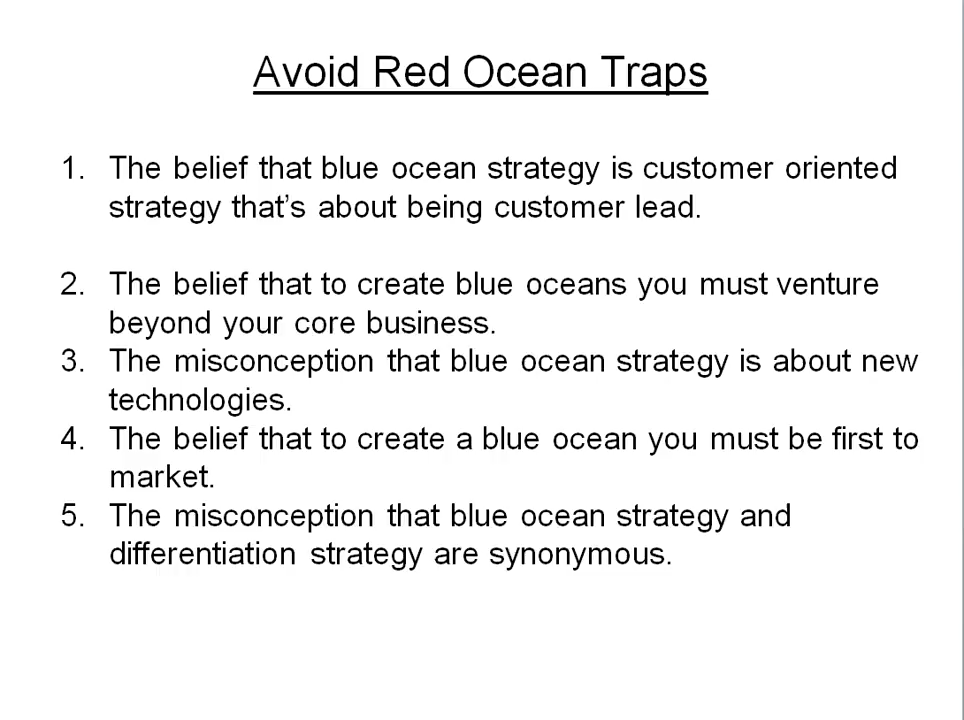 Avoid Red Ocean Traps
1. The belief that blue ocean strategy is customer oriented
strategy that’s about being customer lead.
2. The belief that to create blue oceans you must venture
beyond your core business.
3. The misconception that blue ocean strategy is about new
technologies.
4. The belief that to create a blue ocean you must be first to
market.
5. The misconception that blue ocean strategy and
differentiation strategy are synonymous.